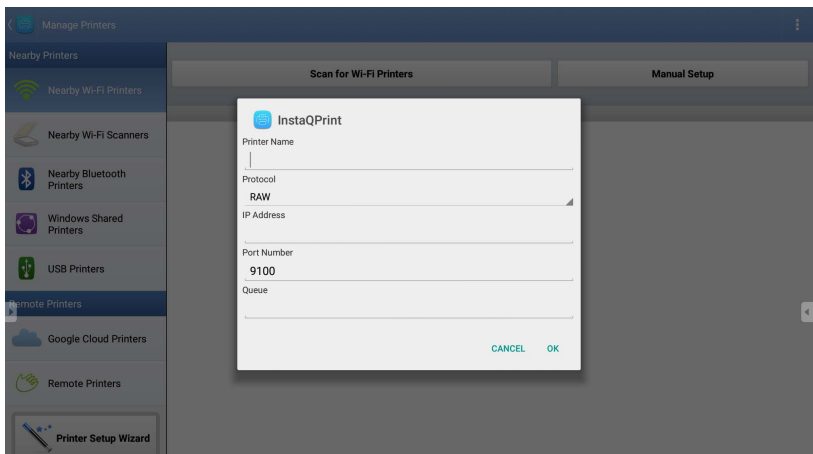 Manage Printers
Nearby Printers
Nearby Wi-Fi Printers
Nearby Wi-Fi Scanners
Nearby Bluetooth
Printers
Windows Shared
Printers
USB Printers
Remote Printers
Google Cloud Printers
Remote Printers
Printer Setup Wizard
Scan for Wi-Fi Printers
Manual Setup
InstaQPrint
Printer Name
Protocol
RAW
IP Address
Port Number
9100
Queue
CANCEL OK